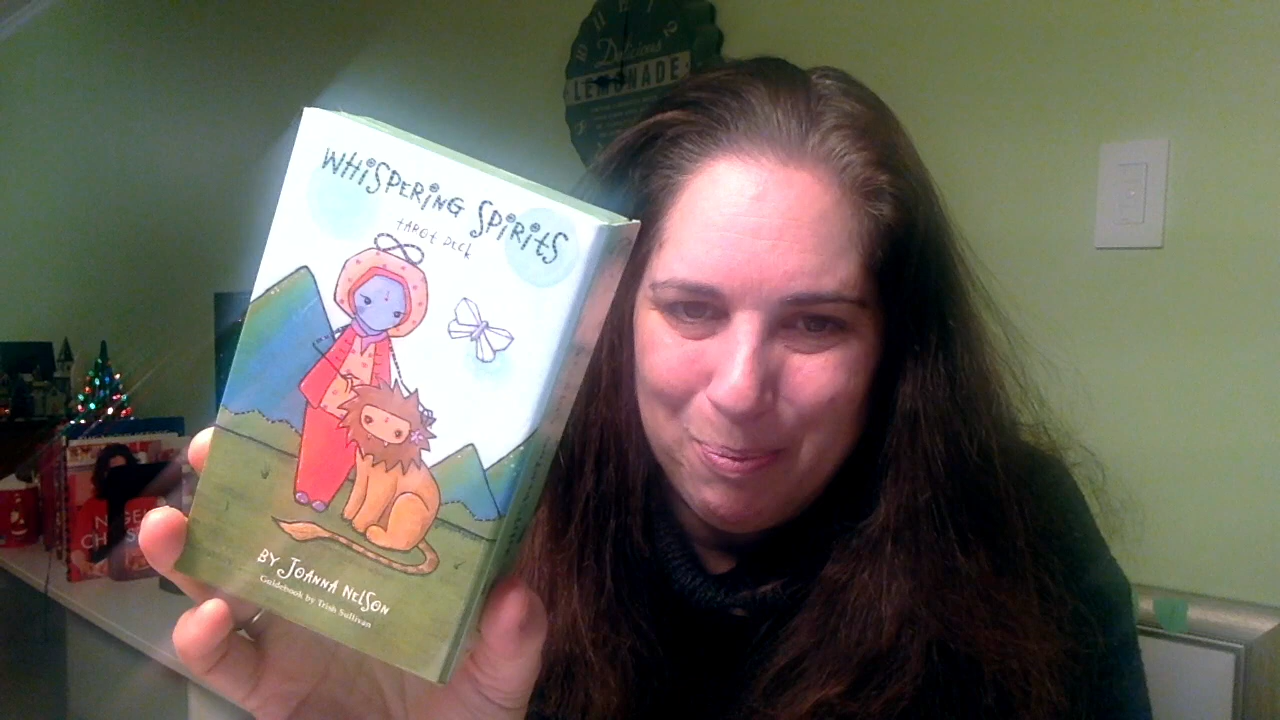 Delicious
LEMONADE
WHiSPERiNG SPiRitS
tARot DECK
BY JOANNA NELSON
Guidebook by Trish Sullivan